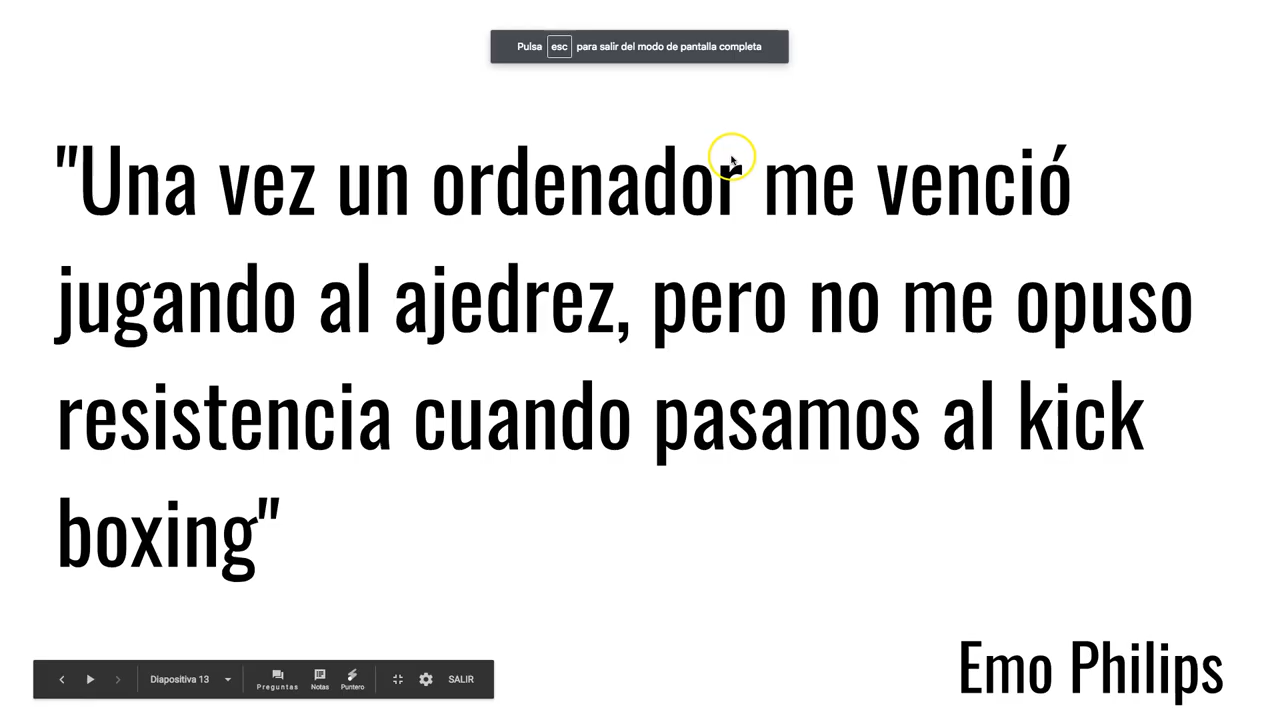 Pulsa esc para salir del modo de pantalla completa
"Una vez un ordenador me venció
jugando al ajedrez, pero no me opuso
resistencia cuando pasamos al kick
boxing"
Emo Philips
Diapositiva 13 Preguntas Notas Puntero SALIR